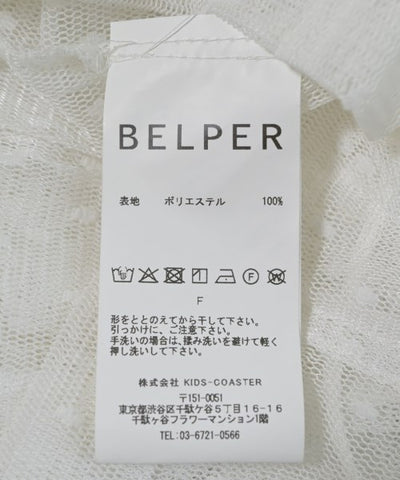 BELPER
表地 ポリエステル 100%
F
形をととのえてから干して下さい。
引っかけに、ご注意下さい。
手洗いの場合は、揉み洗いを避けて軽く
押し洗いして下さい。
株式会社 KIDS-COASTER
〒151-0051
東京都渋谷区千駄ケ谷5丁目16-16
千駄ヶ谷フラワーマンション1階
TEL:03-6721-0566